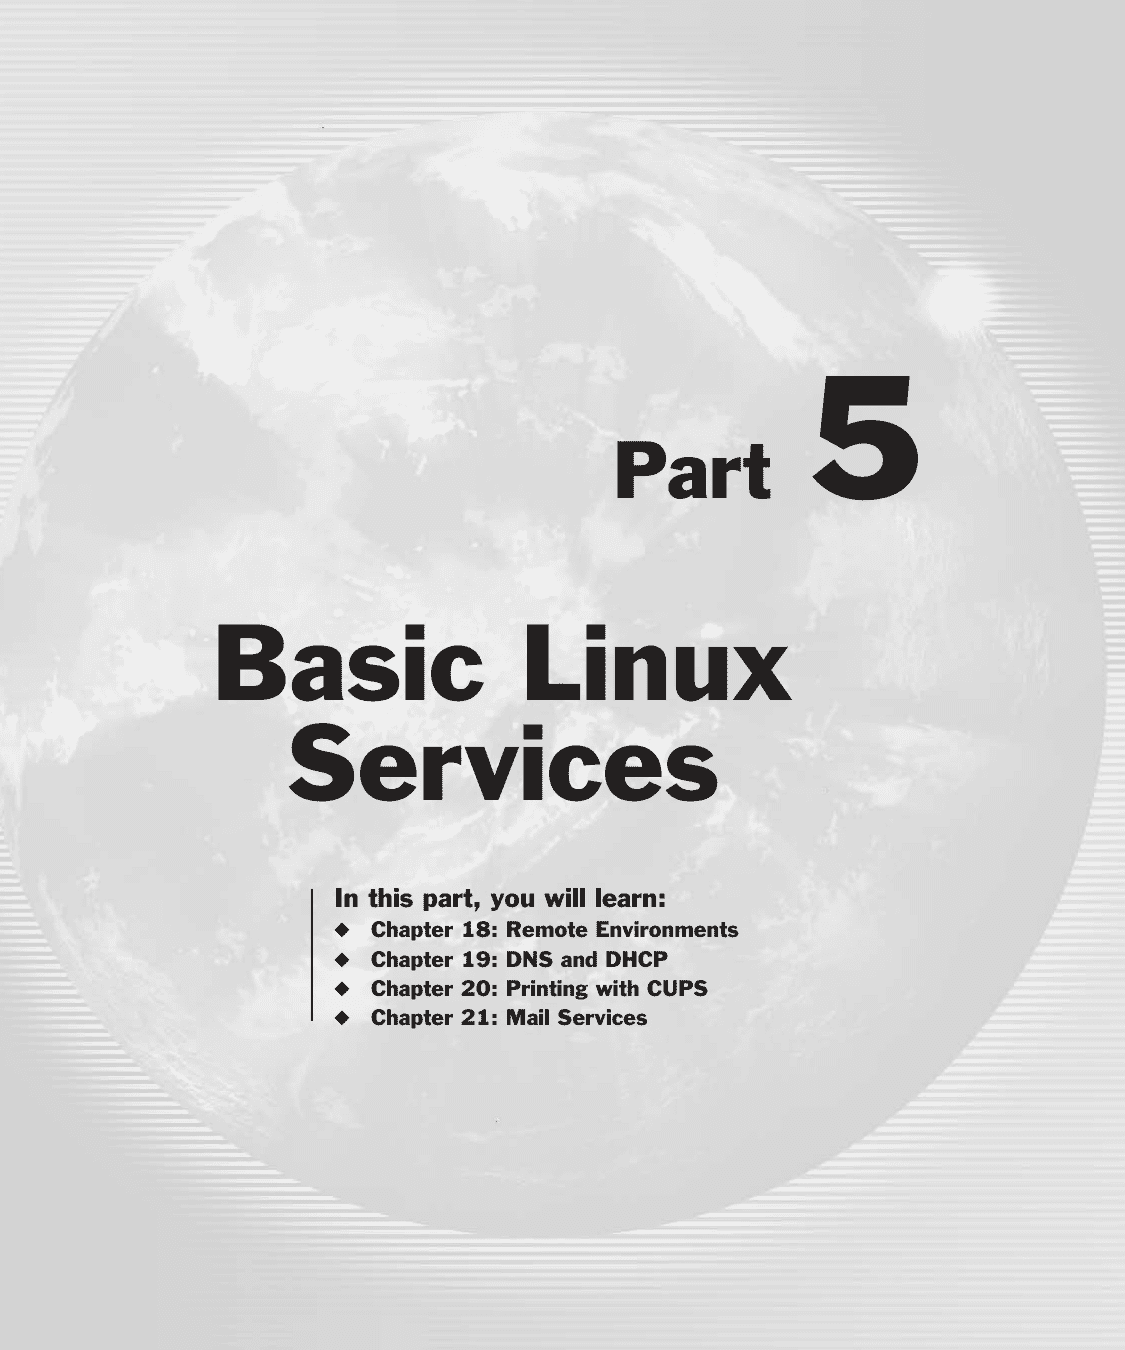 Part 5
Basic Linux
Services
In this part, you will learn:
◆ Chapter 18: Remote Environments
◆ Chapter 19: DNS and DHCP
◆ Chapter 20: Printing with CUPS
◆ Chapter 21: Mail Services